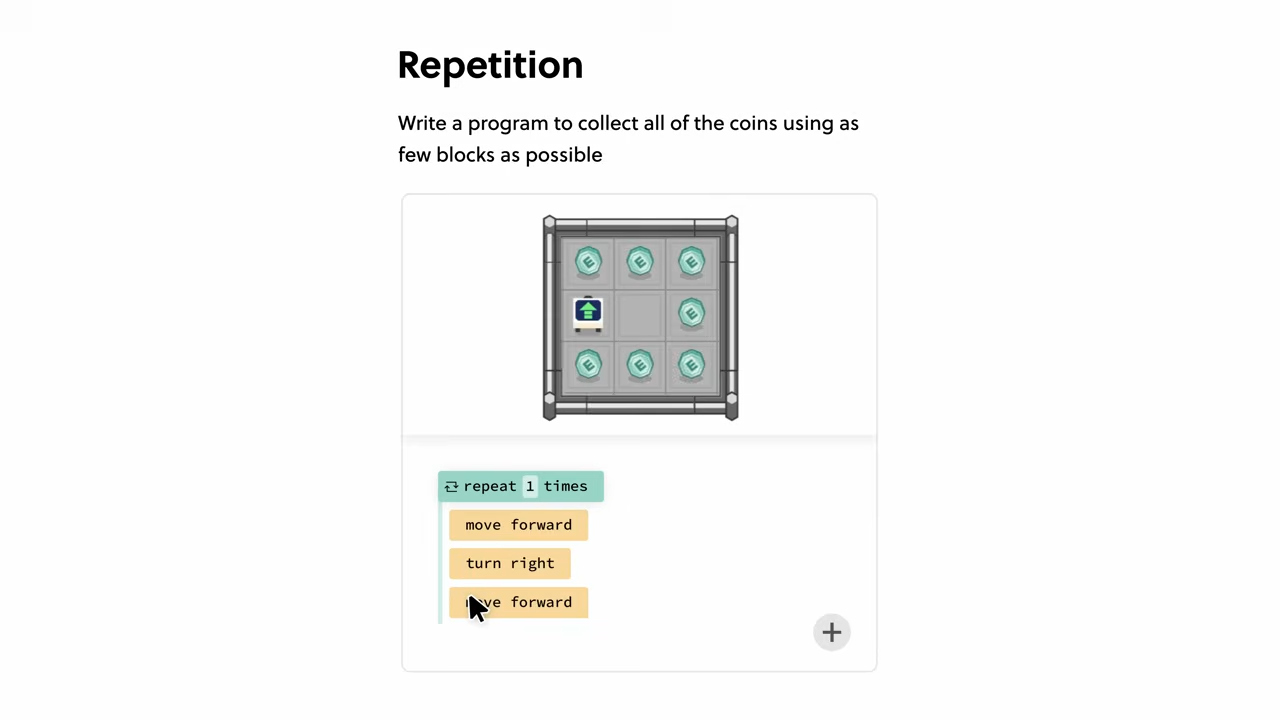 Repetition
Write a program to collect all of the coins using as
few blocks as possible
E E E
E
E E E
repeat 1 times
move forward
turn right
move forward